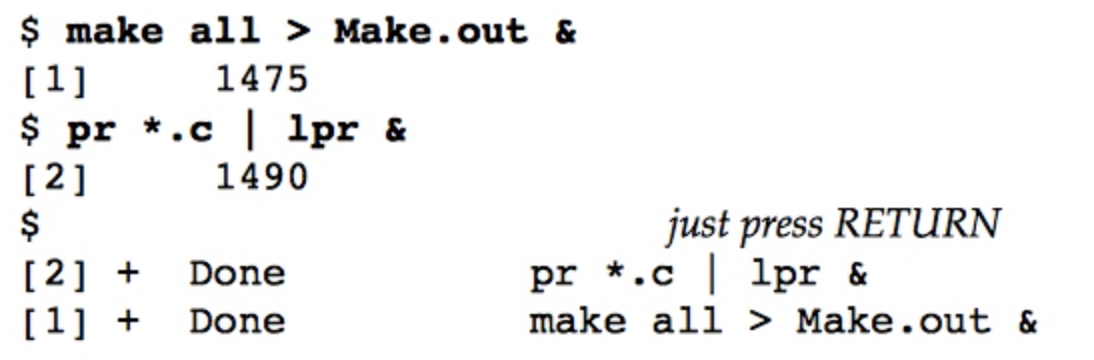 $ make all > Make.out &
[1]     1475
$ pr *.c | lpr &
[2]     1490
$                                just press RETURN
[2] +  Done           pr *.c | lpr &
[1] +  Done           make all > Make.out &